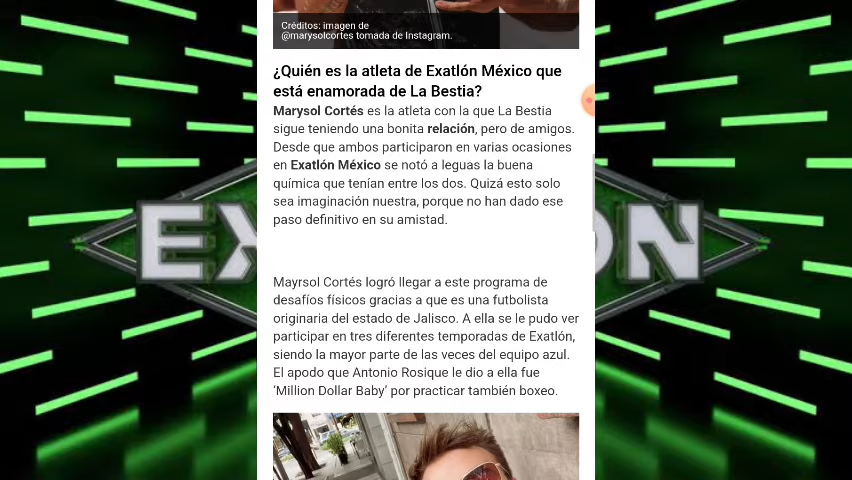 Créditos: imagen de
@marysolcortes tomada de Instagram.
¿Quién es la atleta de Exatlón México que
está enamorada de La Bestia?
Marysol Cortés es la atleta con la que La Bestia
sigue teniendo una bonita relación, pero de amigos.
Desde que ambos participaron en varias ocasiones
en Exatlón México se notó a leguas la buena
química que tenían entre los dos. Quizá esto solo
sea imaginación nuestra, porque no han dado ese
paso definitivo en su amistad.
Mayrsol Cortés logró llegar a este programa de
desafíos físicos gracias a que es una futbolista
originaria del estado de Jalisco. A ella se le pudo ver
participar en tres diferentes temporadas de Exatlón,
siendo la mayor parte de las veces del equipo azul.
El apodo que Antonio Rosique le dio a ella fue
‘Million Dollar Baby’ por practicar también boxeo.